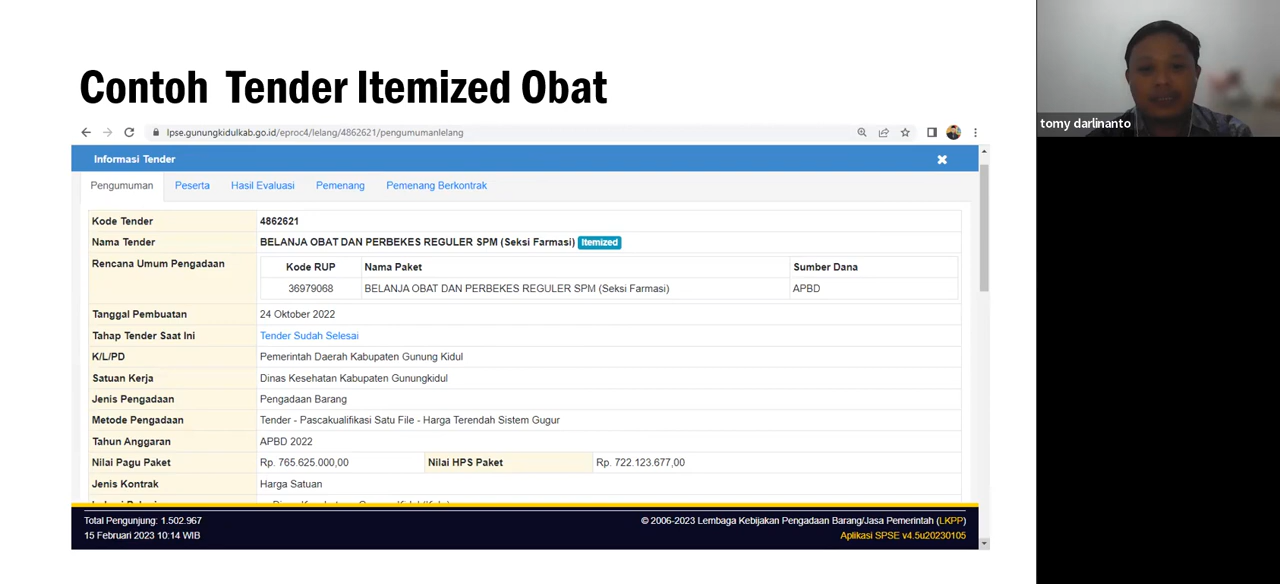 Contoh Tender Itemized Obat
tomy darlinanto
lpse.gunungkidulkab.go.id/eproc4/lelang/4862621/pengumumanlelang
Informasi Tender
Pengumuman Peserta Hasil Evaluasi Pemenang Pemenang Berkontrak
Kode Tender 4862621
Nama Tender BELANJA OBAT DAN PERBEKES REGULER SPM (Seksi Farmasi) Itemized
Rencana Umum Pengadaan Kode RUP Nama Paket Sumber Dana
36979068 BELANJA OBAT DAN PERBEKES REGULER SPM (Seksi Farmasi) APBD
Tanggal Pembuatan 24 Oktober 2022
Tahap Tender Saat Ini Tender Sudah Selesai
K/L/PD Pemerintah Daerah Kabupaten Gunung Kidul
Satuan Kerja Dinas Kesehatan Kabupaten Gunungkidul
Jenis Pengadaan Pengadaan Barang
Metode Pengadaan Tender - Pascakualifikasi Satu File - Harga Terendah Sistem Gugur
Tahun Anggaran APBD 2022
Nilai Pagu Paket Rp. 765.625.000,00 Nilai HPS Paket Rp. 722.123.677,00
Jenis Kontrak Harga Satuan
Total Pengunjung: 1.502.967 © 2006-2023 Lembaga Kebijakan Pengadaan Barang/Jasa Pemerintah (LKPP)
15 Februari 2023 10:14 WIB Aplikasi SPSE v4.5u20230105